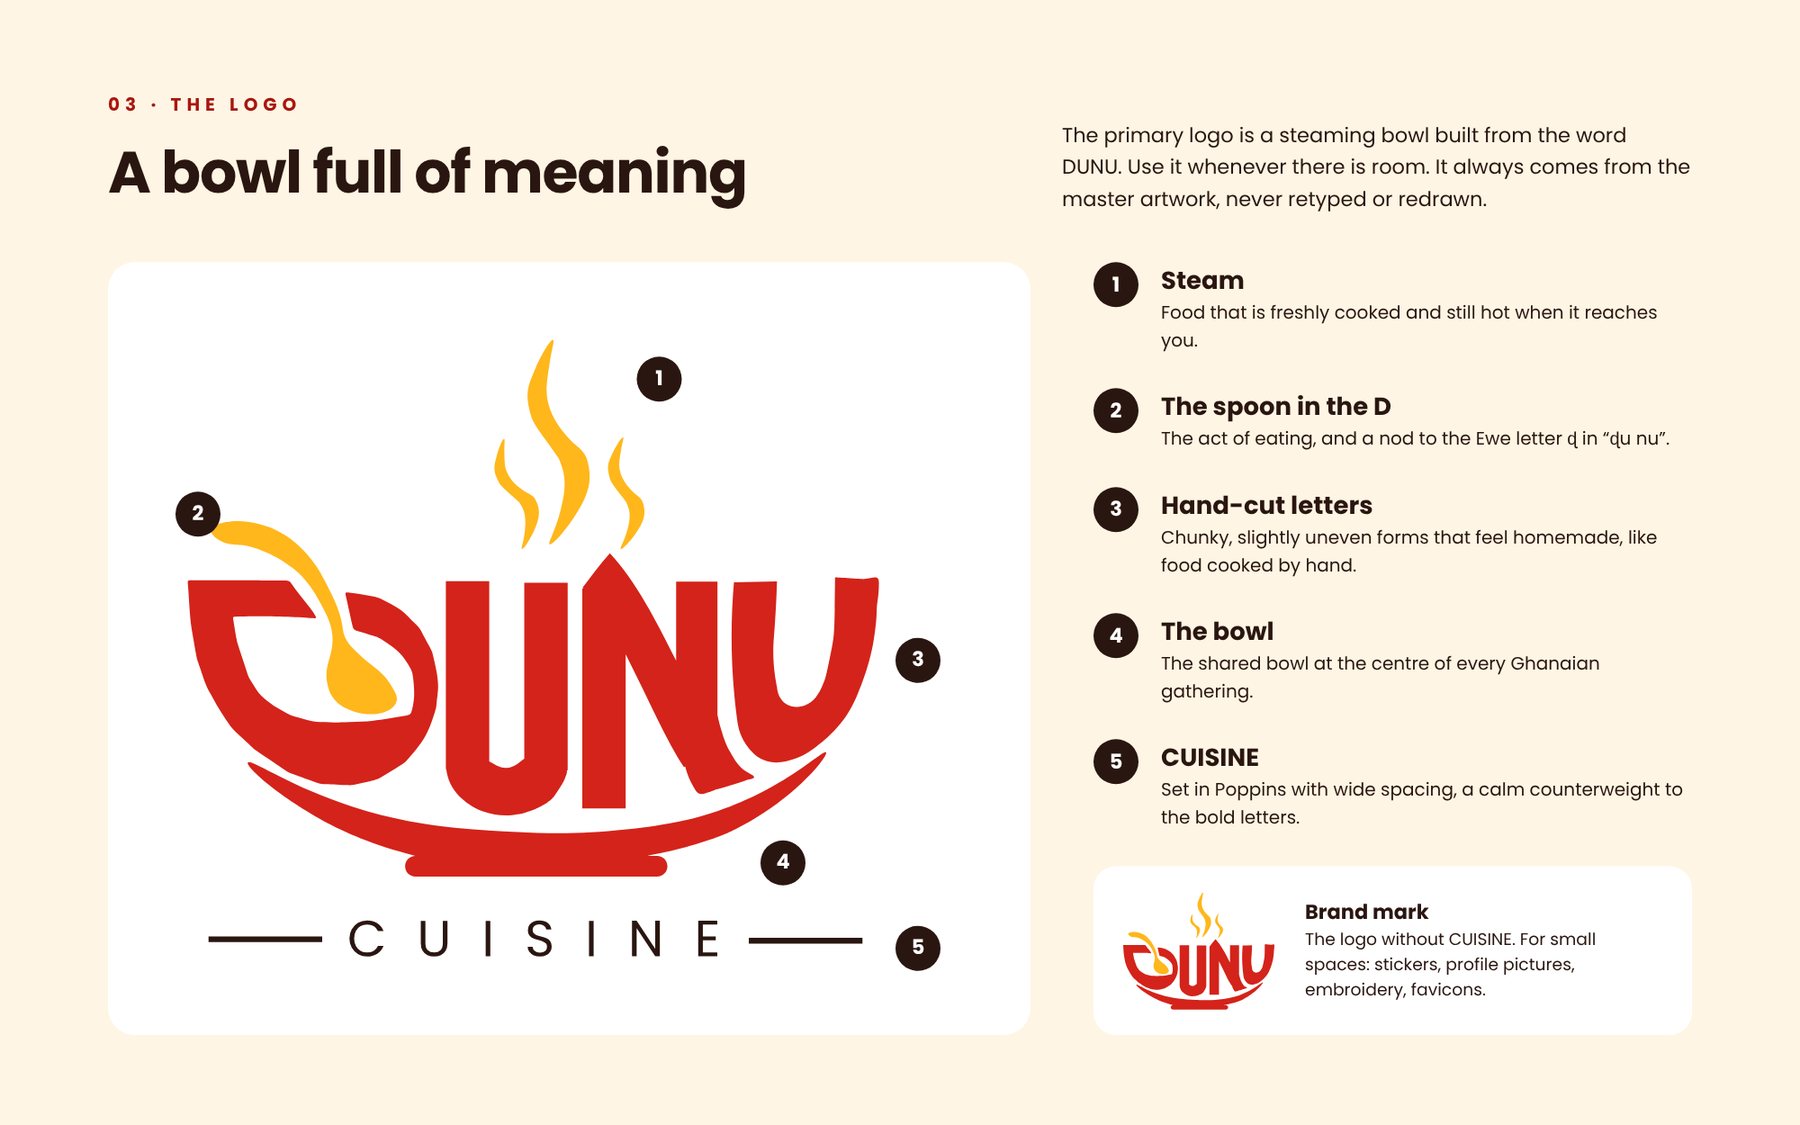 03 · THE LOGO
A bowl full of meaning
The primary logo is a steaming bowl built from the word
DUNU. Use it whenever there is room. It always comes from the
master artwork, never retyped or redrawn.
1
2
DUNU
3
4
CUISINE
5
1
Steam
Food that is freshly cooked and still hot when it reaches
you.
2
The spoon in the D
The act of eating, and a nod to the Ewe letter ɖ in “ɖu nu”.
3
Hand-cut letters
Chunky, slightly uneven forms that feel homemade, like
food cooked by hand.
4
The bowl
The shared bowl at the centre of every Ghanaian
gathering.
5
CUISINE
Set in Poppins with wide spacing, a calm counterweight to
the bold letters.
DUNU
Brand mark
The logo without CUISINE. For small
spaces: stickers, profile pictures,
embroidery, favicons.